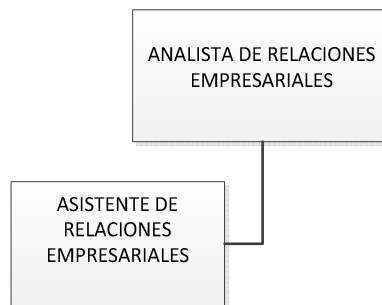 ANALISTA DE RELACIONES
EMPRESARIALES
ASISTENTE DE
RELACIONES
EMPRESARIALES